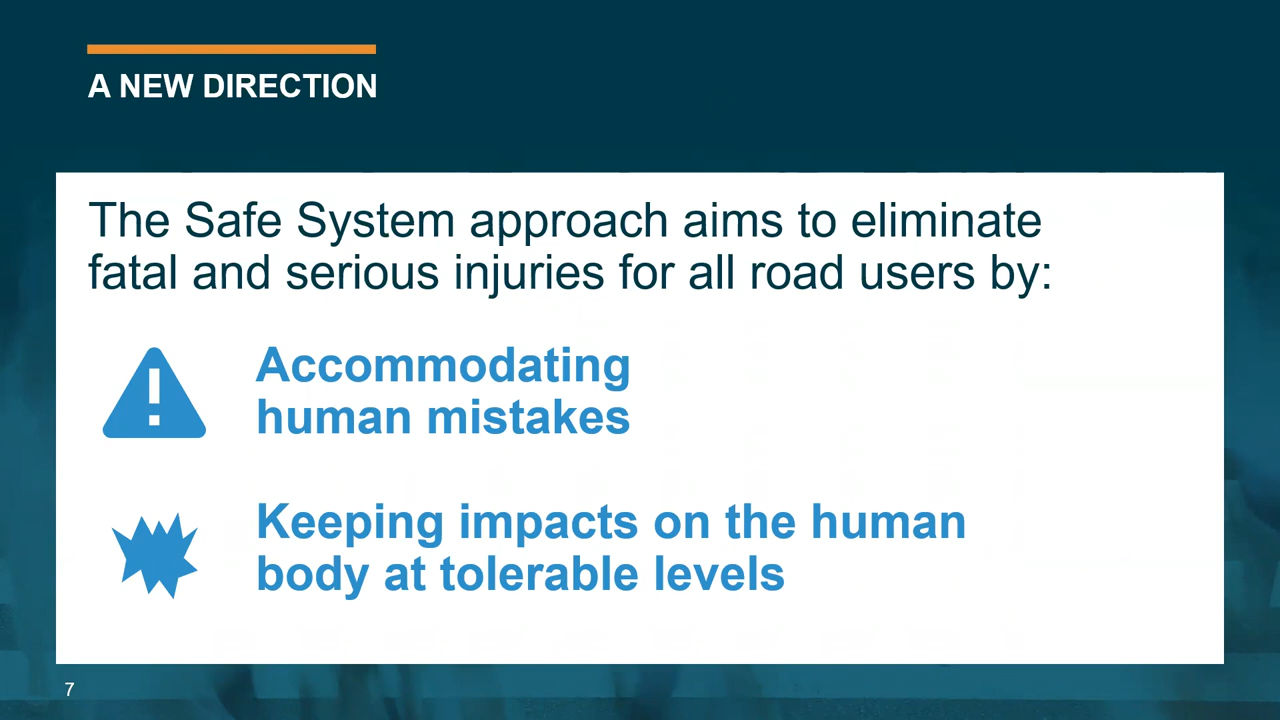 A NEW DIRECTION
The Safe System approach aims to eliminate
fatal and serious injuries for all road users by:
Accommodating
human mistakes
Keeping impacts on the human
body at tolerable levels
7